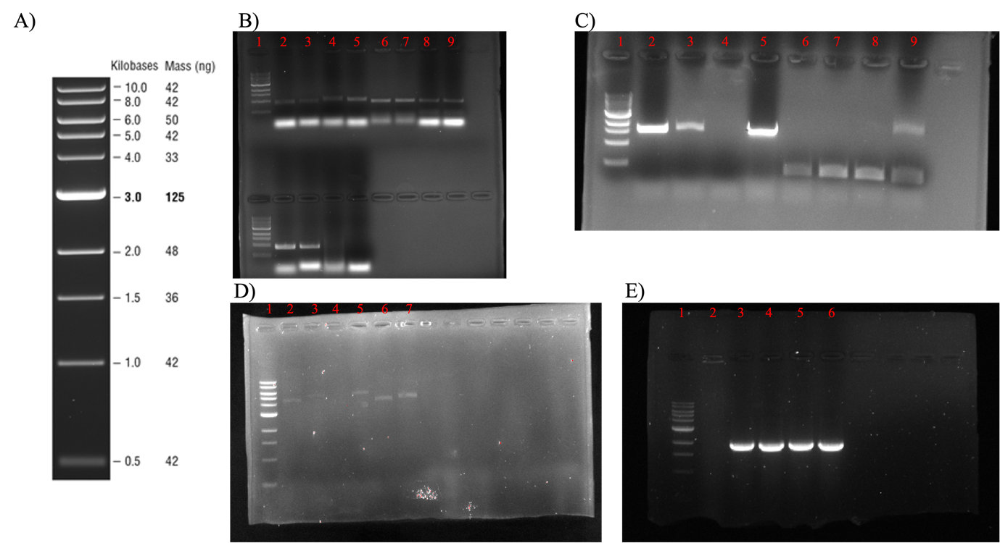 A)
Kilobases Mass (ng)
10.0 42
8.0 42
6.0 50
5.0 42
4.0 33
3.0 125
2.0 48
1.5 36
1.0 42
0.5 42
B)
1 2 3 4 5 6 7 8 9
C)
1 2 3 4 5 6 7 8 9
D)
1 2 3 4 5 6 7
E)
1 2 3 4 5 6